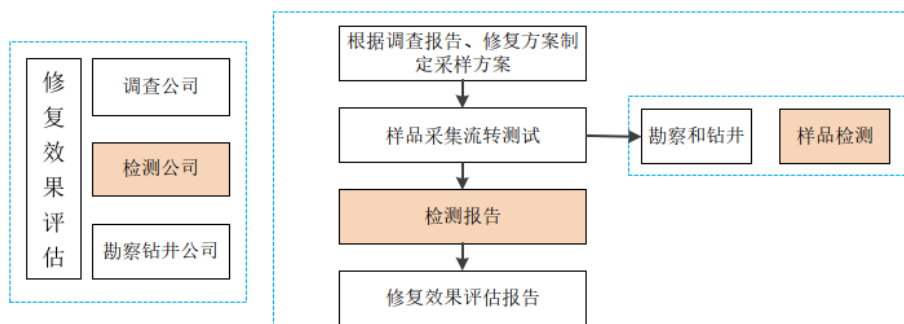 修复效果评估
调查公司
检测公司
勘察钻井公司
根据调查报告、修复方案制
定采样方案
样品采集流转测试
勘察和钻井
样品检测
检测报告
修复效果评估报告